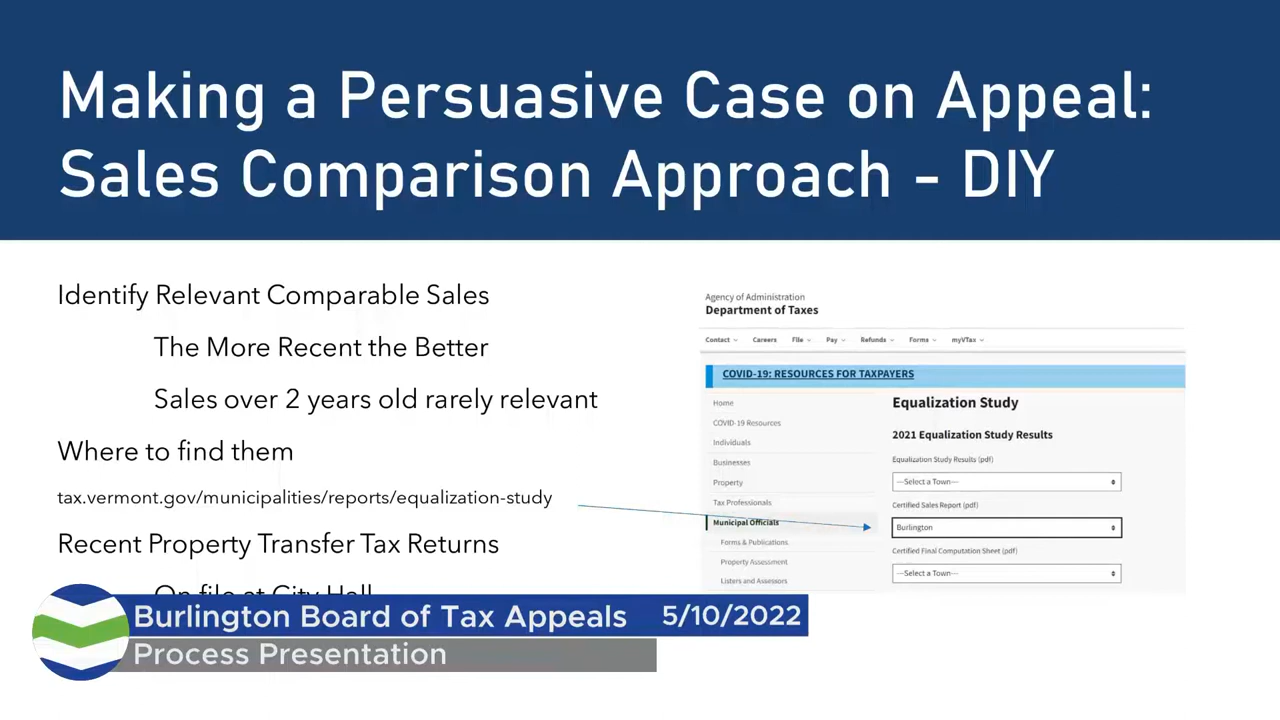 Making a Persuasive Case on Appeal:
Sales Comparison Approach - DIY
Identify Relevant Comparable Sales
The More Recent the Better
Sales over 2 years old rarely relevant
Where to find them
tax.vermont.gov/municipalities/reports/equalization-study
Recent Property Transfer Tax Returns
On file at City Hall
Agency of Administration
Department of Taxes
Contact Careers File Pay Refunds Forms myVTax
COVID-19: RESOURCES FOR TAXPAYERS
Home
COVID-19 Resources
Individuals
Businesses
Property
Tax Professionals
Municipal Officials
Forms & Publications
Property Assessment
Listers and Assessors
Equalization Study
2021 Equalization Study Results
Equalization Study Results (pdf)
---Select a Town---
Certified Sales Report (pdf)
Burlington
Certified Final Computation Sheet (pdf)
---Select a Town---
Burlington Board of Tax Appeals 5/10/2022
Process Presentation